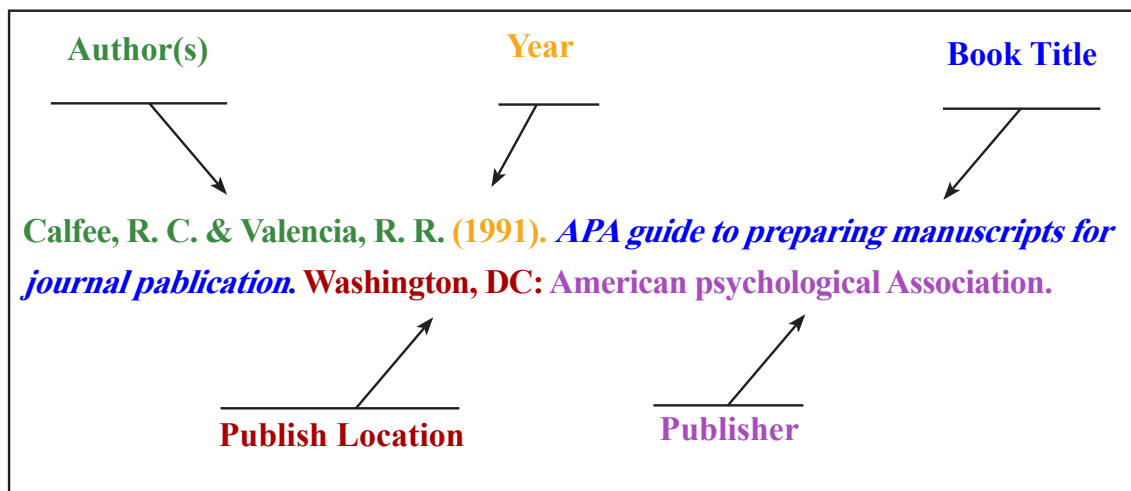 Author(s) Year Book Title
Calfee, R. C. & Valencia, R. R. (1991). APA guide to preparing manuscripts for
journal pablication. Washington, DC: American psychological Association.
Publish Location Publisher